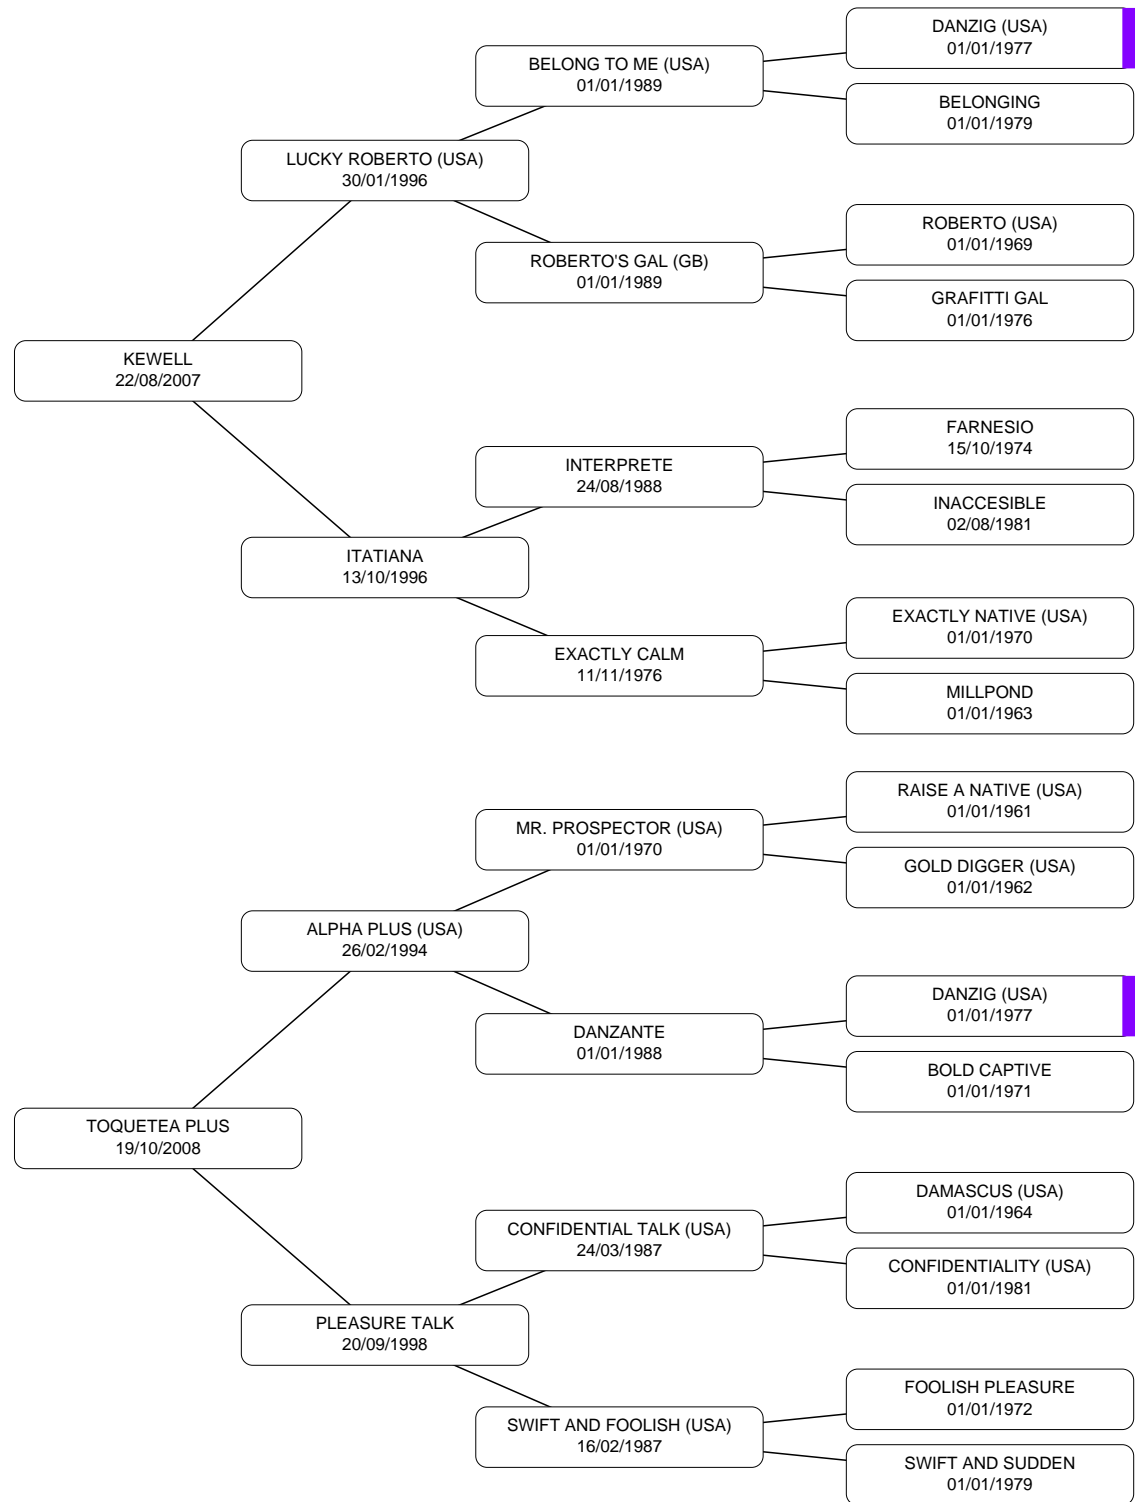 DANZIG (USA)
01/01/1977
BELONG TO ME (USA)
01/01/1989
BELONGING
01/01/1979
LUCKY ROBERTO (USA)
30/01/1996
ROBERTO (USA)
01/01/1969
ROBERTO'S GAL (GB)
01/01/1989
GRAFITTI GAL
01/01/1976
KEWELL
22/08/2007
FARNESIO
15/10/1974
INTERPRETE
24/08/1988
INACCESIBLE
02/08/1981
ITATIANA
13/10/1996
EXACTLY NATIVE (USA)
01/01/1970
EXACTLY CALM
11/11/1976
MILLPOND
01/01/1963
RAISE A NATIVE (USA)
01/01/1961
MR. PROSPECTOR (USA)
01/01/1970
GOLD DIGGER (USA)
01/01/1962
ALPHA PLUS (USA)
26/02/1994
DANZIG (USA)
01/01/1977
DANZANTE
01/01/1988
BOLD CAPTIVE
01/01/1971
TOQUETEA PLUS
19/10/2008
DAMASCUS (USA)
01/01/1964
CONFIDENTIAL TALK (USA)
24/03/1987
CONFIDENTIALITY (USA)
01/01/1981
PLEASURE TALK
20/09/1998
FOOLISH PLEASURE
01/01/1972
SWIFT AND FOOLISH (USA)
16/02/1987
SWIFT AND SUDDEN
01/01/1979